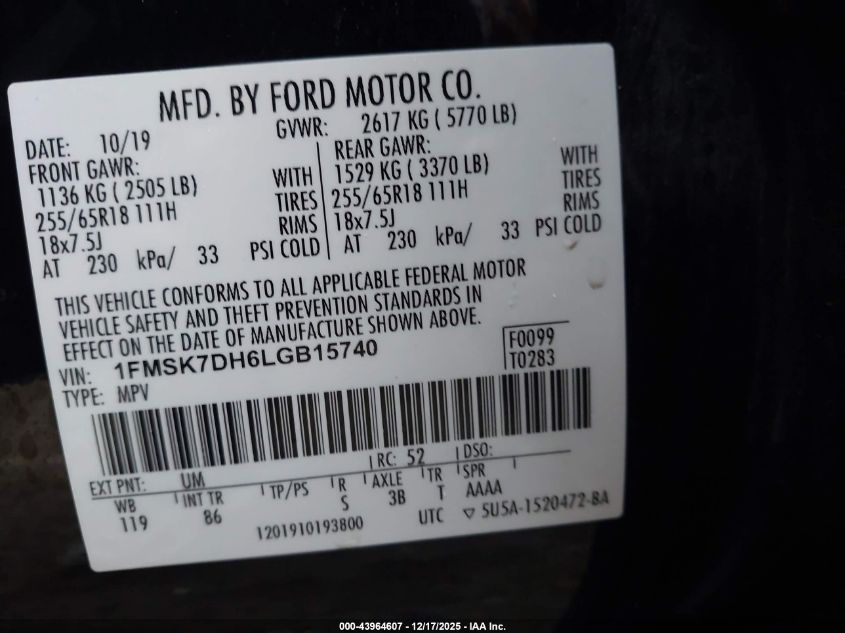 MFD. BY FORD MOTOR CO.
DATE: 10/19 GVWR: 2617 KG ( 5770 LB)
FRONT GAWR: REAR GAWR:
1136 KG ( 2505 LB) WITH 1529 KG ( 3370 LB) WITH
255/65R18 111H TIRES 255/65R18 111H TIRES
18x7.5J RIMS 18x7.5J RIMS
AT 230 kPa/ 33 PSI COLD AT 230 kPa/ 33 PSI COLD
THIS VEHICLE CONFORMS TO ALL APPLICABLE FEDERAL MOTOR
VEHICLE SAFETY AND THEFT PREVENTION STANDARDS IN
EFFECT ON THE DATE OF MANUFACTURE SHOWN ABOVE.
VIN: 1FMSK7DH6LGB15740 F0099
TYPE: MPV T0283
EXT PNT: UM RC: 52 DSO:
WB INT TR TP/PS R AXLE TR SPR
119 86 S 3B T AAAA
1201910193800 UTC ▽ 5U5A-1520472-BA
000-43964607 - 12/17/2025 - IAA Inc.